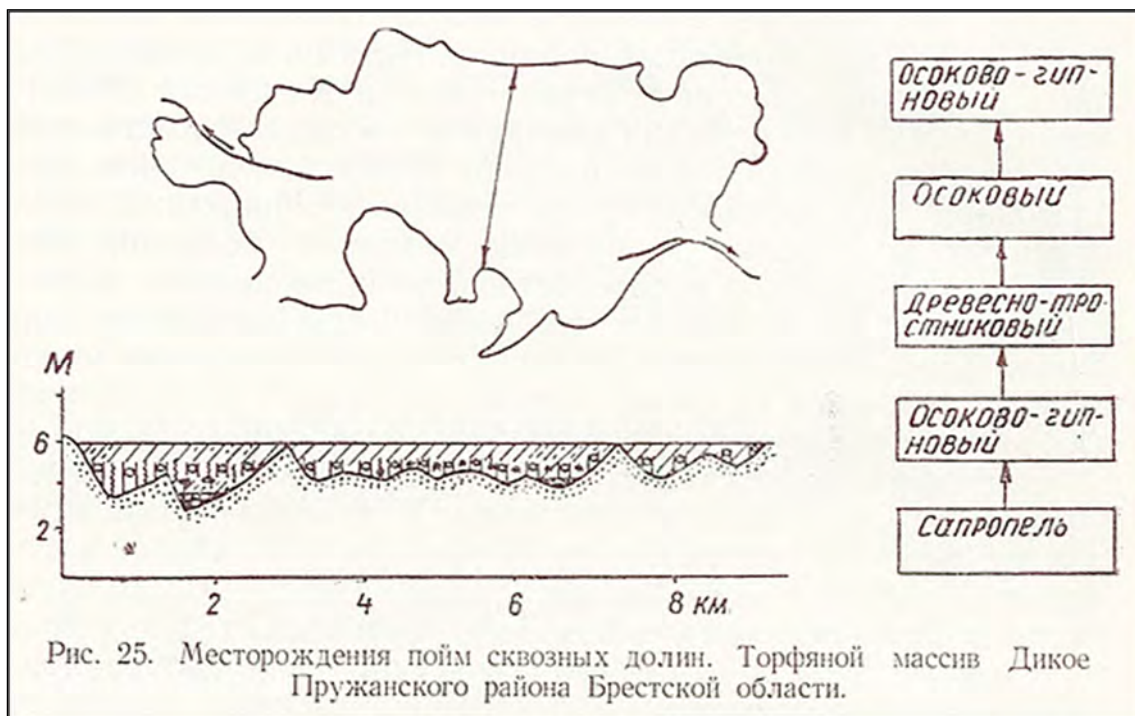 Осоково-гип-
новый
Осоковый
Древесно-тро-
стниковый
Осоково-гип-
новый
Сапропель
М
6
2
2 4 6 8 км
Рис. 25. Месторождения пойм сквозных долин. Торфяной массив Дикое
Пружанского района Брестской области.